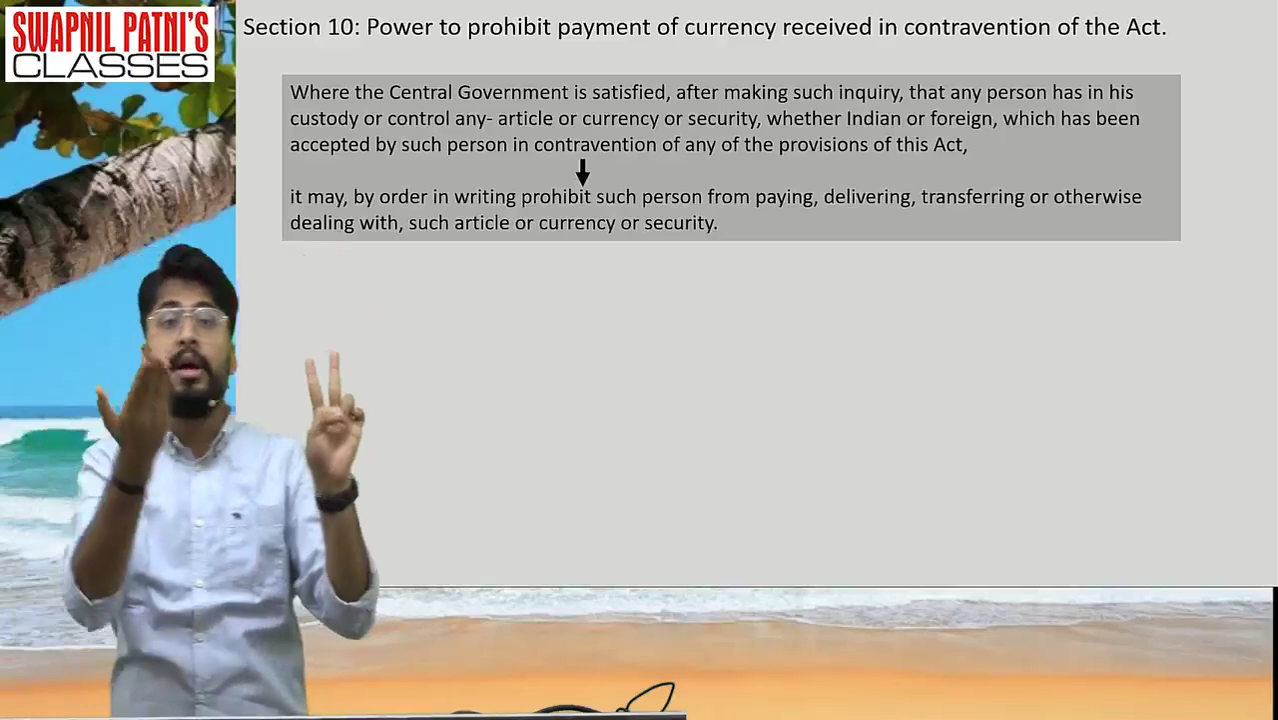 SWAPNIL PATNI'S
CLASSES
Section 10: Power to prohibit payment of currency received in contravention of the Act.
Where the Central Government is satisfied, after making such inquiry, that any person has in his
custody or control any- article or currency or security, whether Indian or foreign, which has been
accepted by such person in contravention of any of the provisions of this Act,
it may, by order in writing prohibit such person from paying, delivering, transferring or otherwise
dealing with, such article or currency or security.